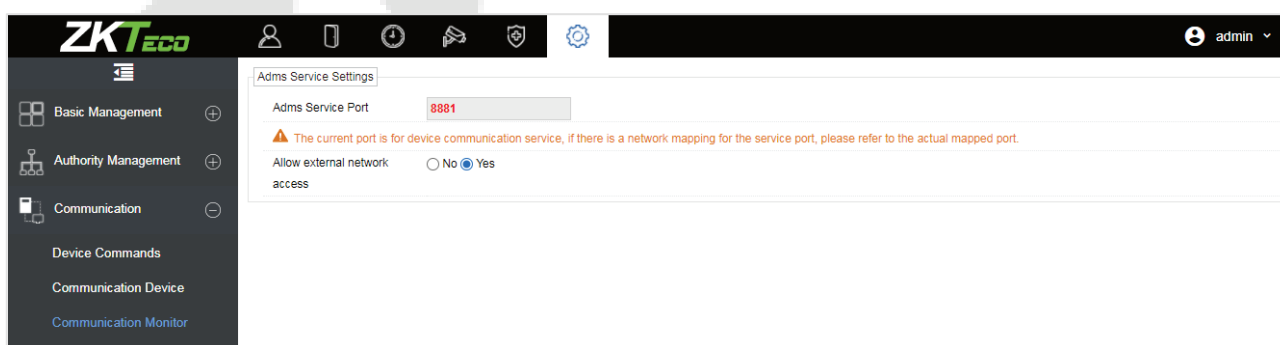 ZKTeco
admin
Adms Service Settings
Basic Management
Adms Service Port
8881
The current port is for device communication service, if there is a network mapping for the service port, please refer to the actual mapped port.
Authority Management
Allow external network access
No Yes
Communication
Device Commands
Communication Device
Communication Monitor